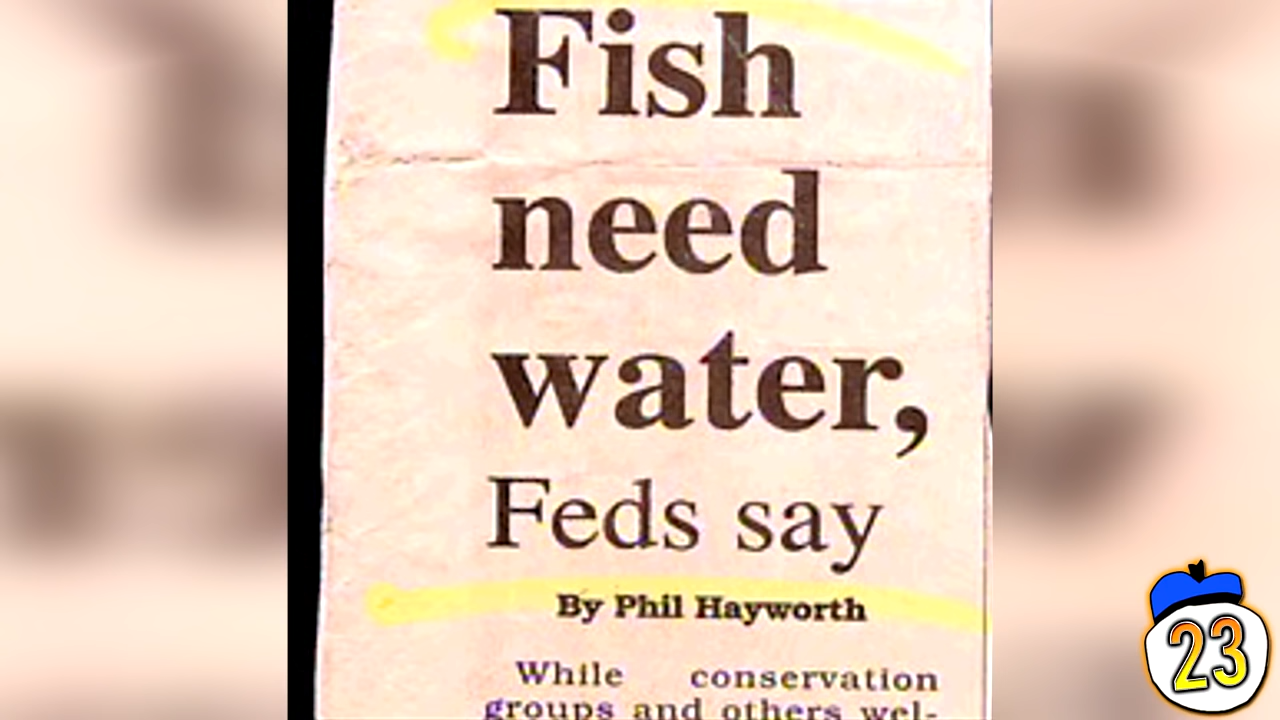 Fish
need
water,
Feds say
By Phil Hayworth
While conservation
groups and others wel-
23